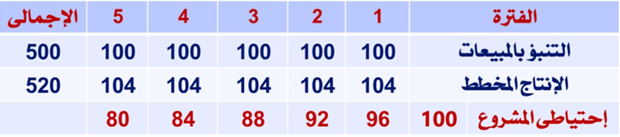 الفترة 1 2 3 4 5 الإجمالى
التنبؤ بالمبيعات 100 100 100 100 100 500
الإنتاج المخطط 104 104 104 104 104 520
إحتياطى المشروع 100 96 92 88 84 80